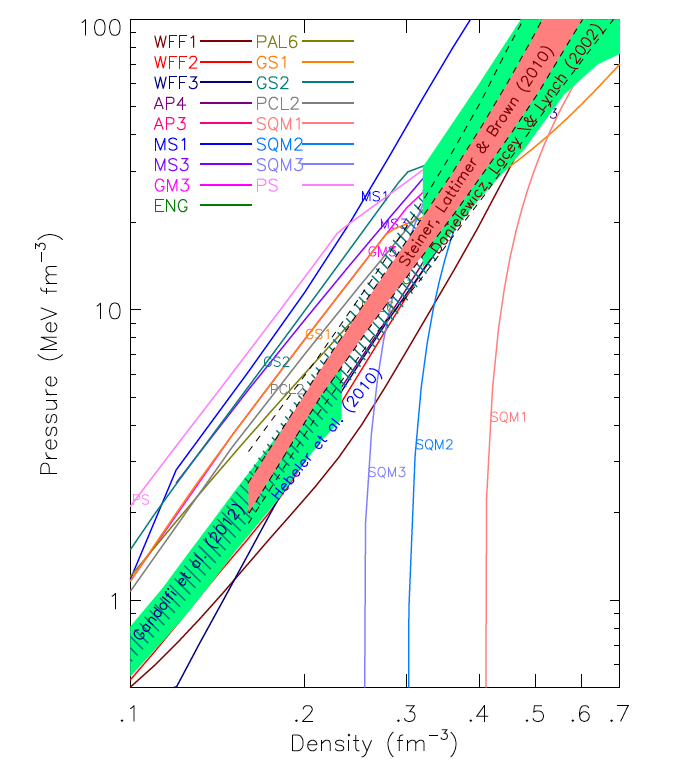 100
10
1
Pressure (MeV fm⁻³)
WFF1
WFF2
WFF3
AP4
AP3
MS1
MS3
GM3
ENG
PAL6
GS1
GS2
PCL2
SQM1
SQM2
SQM3
PS
MS1
MS3
GM3
GS1
GS2
PCL2
PS
SQM1
SQM2
SQM3
3
Steiner, Lattimer & Brown (2010)
Danielewicz, Lacey \& Lynch (2002)
Hebeler et al. (2010)
Gandolfi et al. (2012)
.1 .2 .3 .4 .5 .6 .7
Density (fm⁻³)